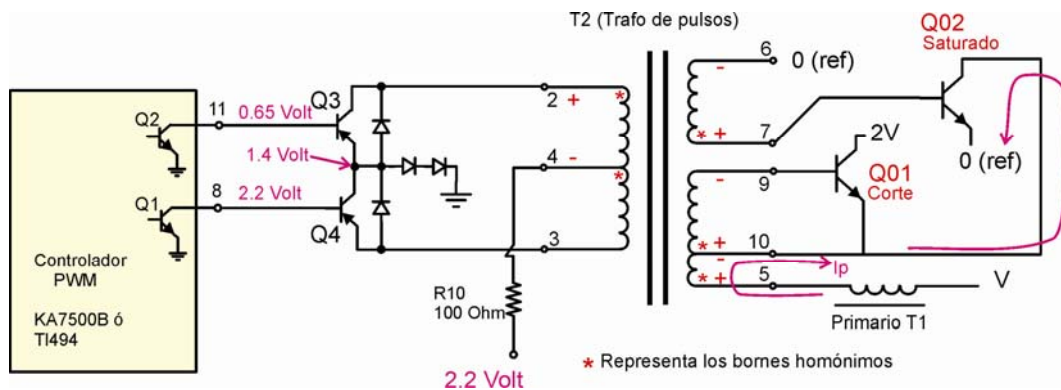 T2 (Trafo de pulsos)
Q02
Saturado
6
0 (ref)
Q3
11
0.65 Volt
Q2
2
+
-
*
* +
7
2V
0 (ref)
1.4 Volt
4
-
*
9
-
Q01
Corte
8
2.2 Volt
Q1
Q4
3
* +
10
-
* +
5
Ip
V
Controlador
PWM
KA7500B ó
TI494
R10
100 Ohm
Primario T1
2.2 Volt
* Representa los bornes homónimos